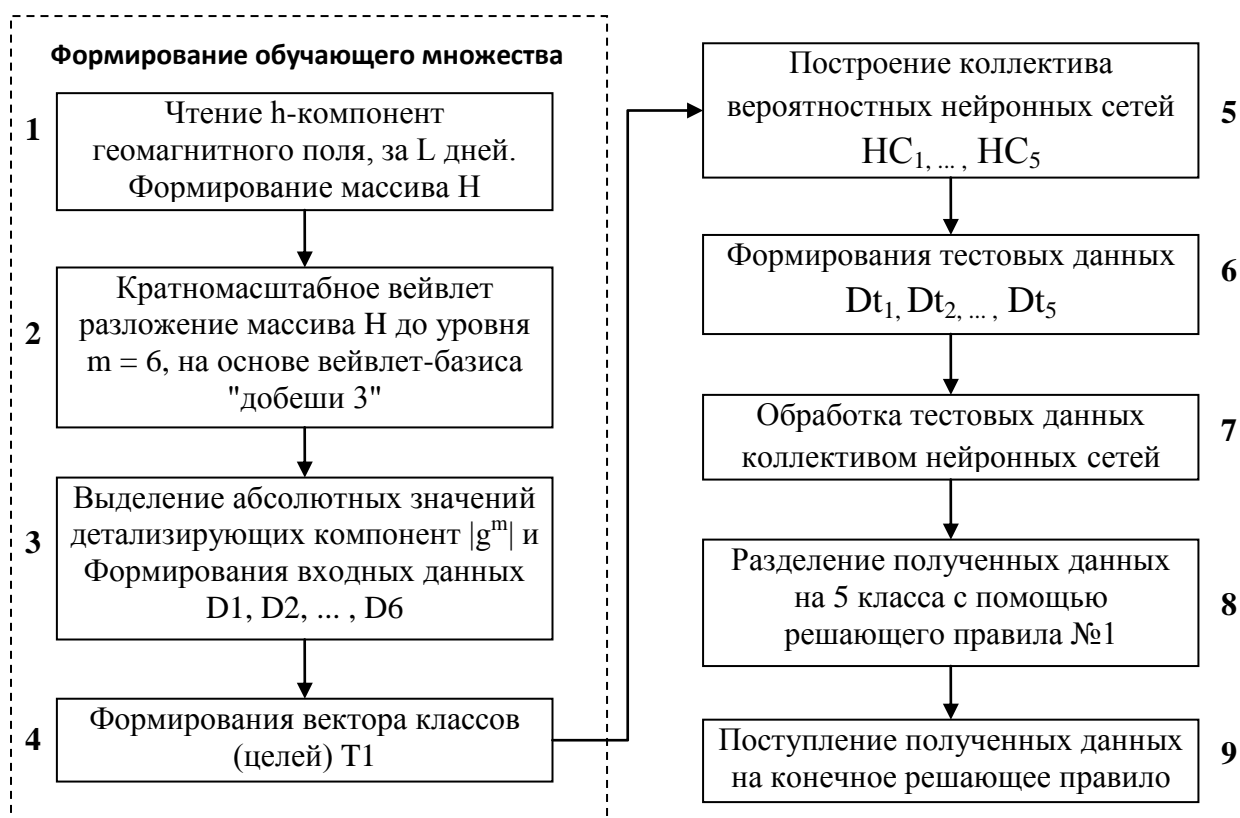 Формирование обучающего множества
1
Чтение h-компонент
геомагнитного поля, за L дней.
Формирование массива H
2
Кратномасштабное вейвлет
разложение массива H до уровня
m = 6, на основе вейвлет-базиса
"добеши 3"
3
Выделение абсолютных значений
детализирующих компонент |g^m| и
Формирования входных данных
D1, D2, ... , D6
4
Формирования вектора классов
(целей) T1
Построение коллектива
вероятностных нейронных сетей
НС1, ... , НС5
5
Формирования тестовых данных
Dt1, Dt2, ... , Dt5
6
Обработка тестовых данных
коллективом нейронных сетей
7
Разделение полученных данных
на 5 класса с помощью
решающего правила №1
8
Поступление полученных данных
на конечное решающее правило
9